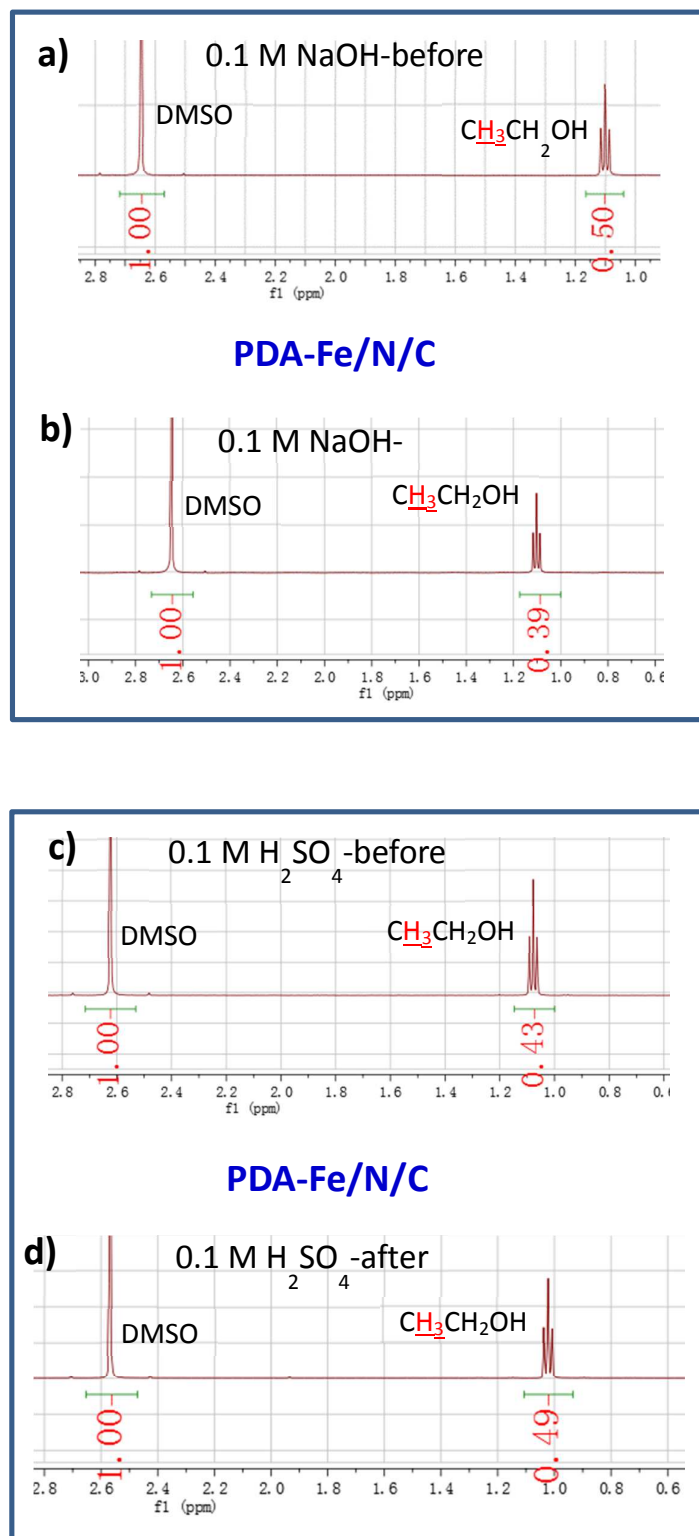 a) 0.1 M NaOH-before
DMSO
CH3CH2OH
1.00
0.50
2.8 2.6 2.4 2.2 2.0 1.8 1.6 1.4 1.2 1.0
f1 (ppm)
PDA-Fe/N/C
b) 0.1 M NaOH-
DMSO
CH3CH2OH
1.00
0.39
3.0 2.8 2.6 2.4 2.2 2.0 1.8 1.6 1.4 1.2 1.0 0.8 0.6
f1 (ppm)
c) 0.1 M H2SO4-before
DMSO
CH3CH2OH
1.00
0.43
2.8 2.6 2.4 2.2 2.0 1.8 1.6 1.4 1.2 1.0 0.8
f1 (ppm)
PDA-Fe/N/C
d) 0.1 M H2SO4-after
DMSO
CH3CH2OH
1.00
0.49
2.8 2.6 2.4 2.2 2.0 1.8 1.6 1.4 1.2 1.0 0.8 0.6
f1 (ppm)